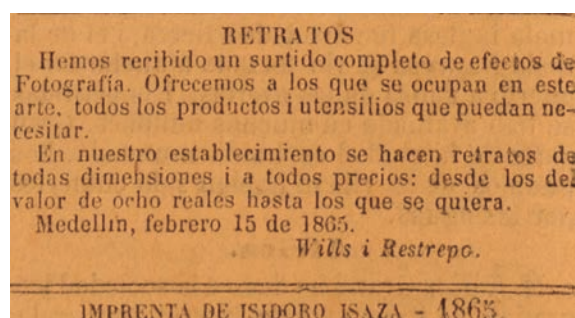 RETRATOS
Hemos recibido un surtido completo de efectos de
Fotografía. Ofrecemos a los que se ocupan en este
arte, todos los productos i utensilios que puedan ne-
cesitar.
En nuestro establecimiento se hacen retratos de
todas dimensiones i a todos precios: desde los del
valor de ocho reales hasta los que se quiera.
Medellin, febrero 15 de 1865.
Wills i Restrepo.
IMPRENTA DE ISIDORO ISAZA - 1865